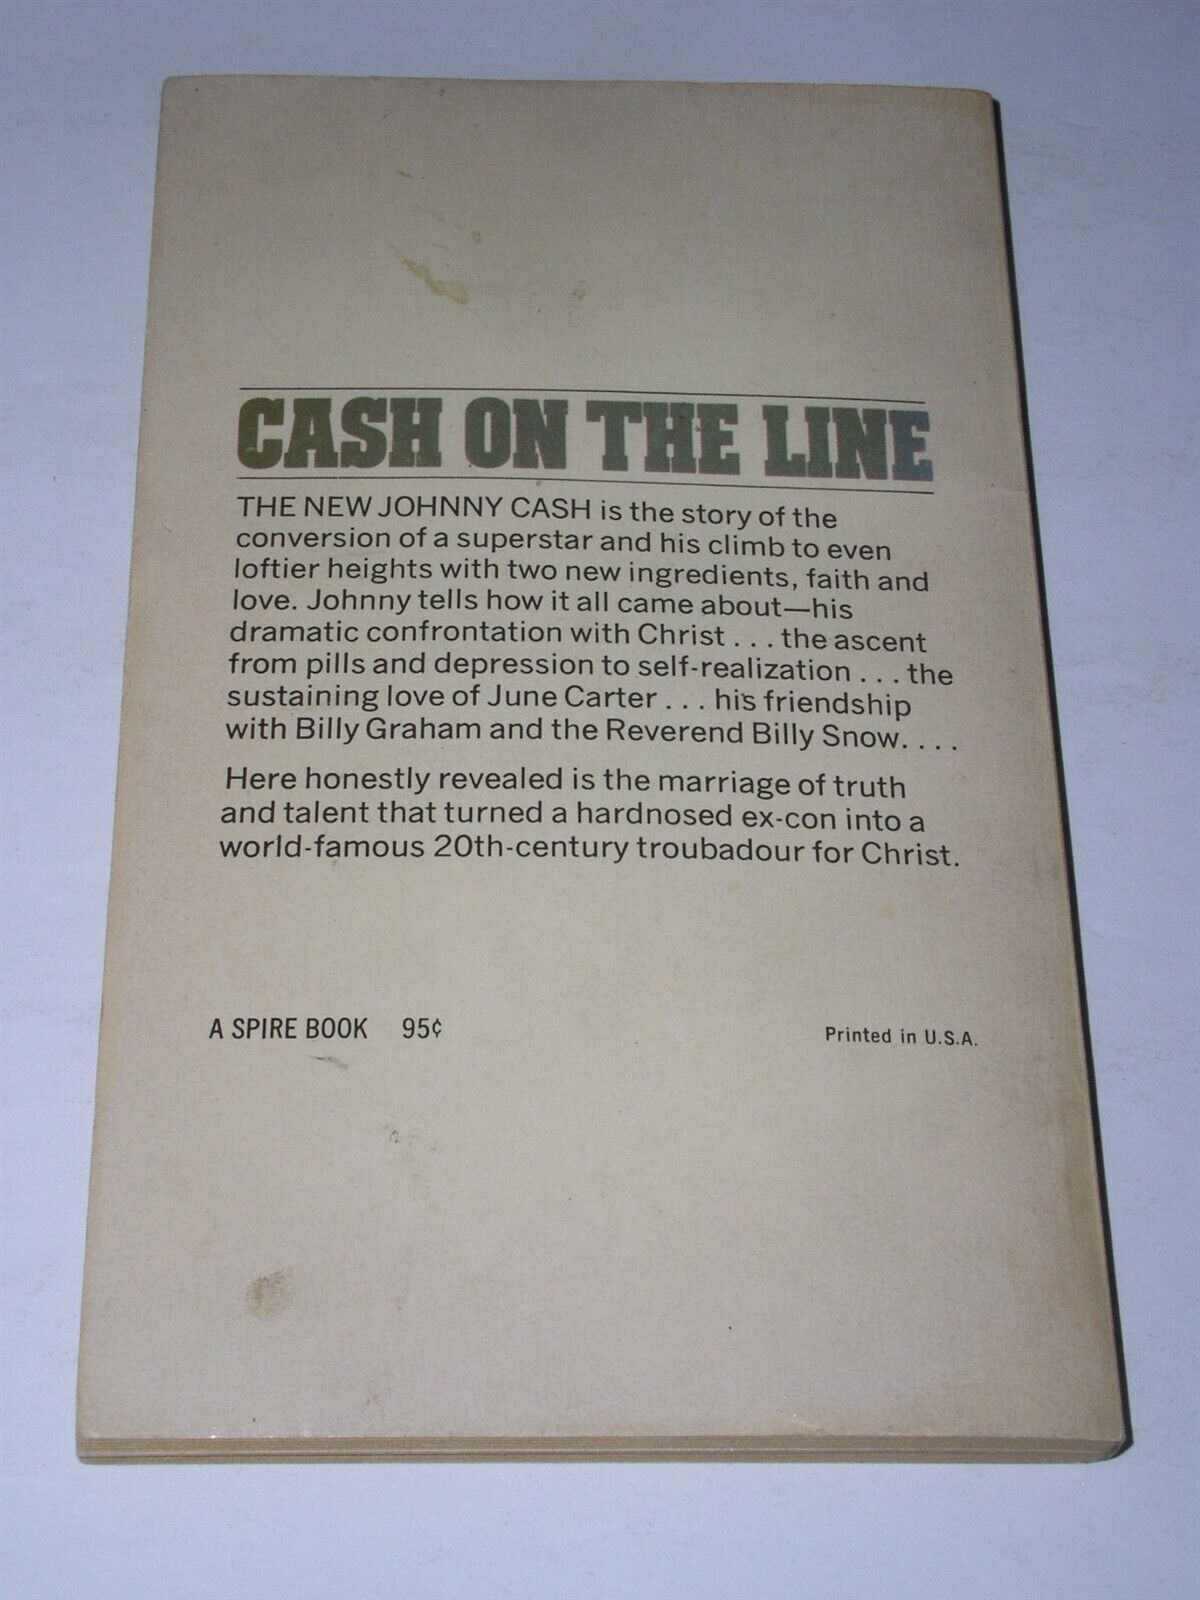 CASH ON THE LINE
THE NEW JOHNNY CASH is the story of the
conversion of a superstar and his climb to even
loftier heights with two new ingredients, faith and
love. Johnny tells how it all came about—his
dramatic confrontation with Christ . . . the ascent
from pills and depression to self-realization . . . the
sustaining love of June Carter . . . his friendship
with Billy Graham and the Reverend Billy Snow. . . .
Here honestly revealed is the marriage of truth
and talent that turned a hardnosed ex-con into a
world-famous 20th-century troubadour for Christ.
A SPIRE BOOK 95¢
Printed in U.S.A.